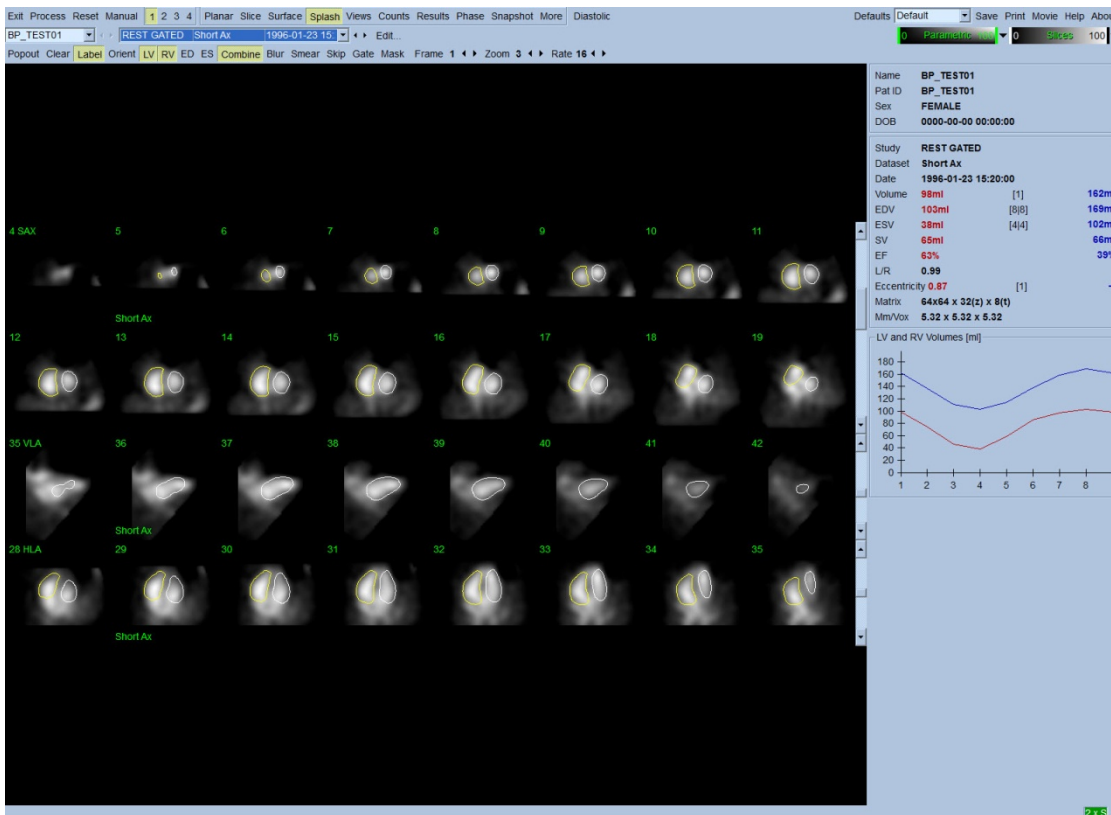 Exit Process Reset Manual 1 2 3 4 Planar Slice Surface Splash Views Counts Results Phase Snapshot More Diastolic Defaults Default Save Print Movie Help Abou
BP_TEST01 REST GATED Short Ax 1996-01-23 15: Edit... 0 Parametric 100 0 Slices 100
Popout Clear Label Orient LV RV ED ES Combine Blur Smear Skip Gate Mask Frame 1 Zoom 3 Rate 16
Name BP_TEST01
Pat ID BP_TEST01
Sex FEMALE
DOB 0000-00-00 00:00:00
Study REST GATED
Dataset Short Ax
Date 1996-01-23 15:20:00
Volume 98ml [1] 162m
EDV 103ml [8|8] 169m
ESV 38ml [4|4] 102m
SV 65ml 66m
EF 63% 39%
L/R 0.99
Eccentricity 0.87 [1] -
Matrix 64x64 x 32(z) x 8(t)
Mm/Vox 5.32 x 5.32 x 5.32
LV and RV Volumes [ml]
180
160
140
120
100
80
60
40
20
0
1 2 3 4 5 6 7 8
4 SAX 5 6 7 8 9 10 11
Short Ax
12 13 14 15 16 17 18 19
35 VLA 36 37 38 39 40 41 42
Short Ax
28 HLA 29 30 31 32 33 34 35
Short Ax
2 x S